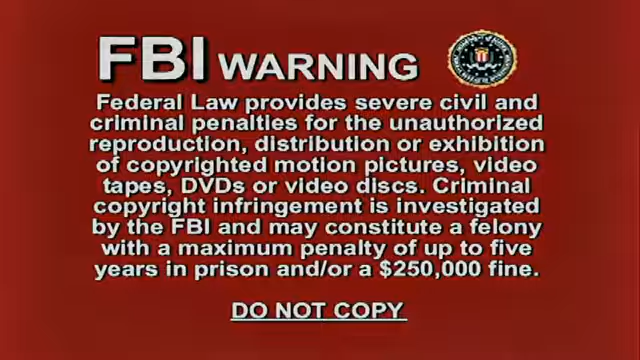 FBI WARNING
Federal Law provides severe civil and
criminal penalties for the unauthorized
reproduction, distribution or exhibition
of copyrighted motion pictures, video
tapes, DVDs or video discs. Criminal
copyright infringement is investigated
by the FBI and may constitute a felony
with a maximum penalty of up to five
years in prison and/or a $250,000 fine.
DO NOT COPY